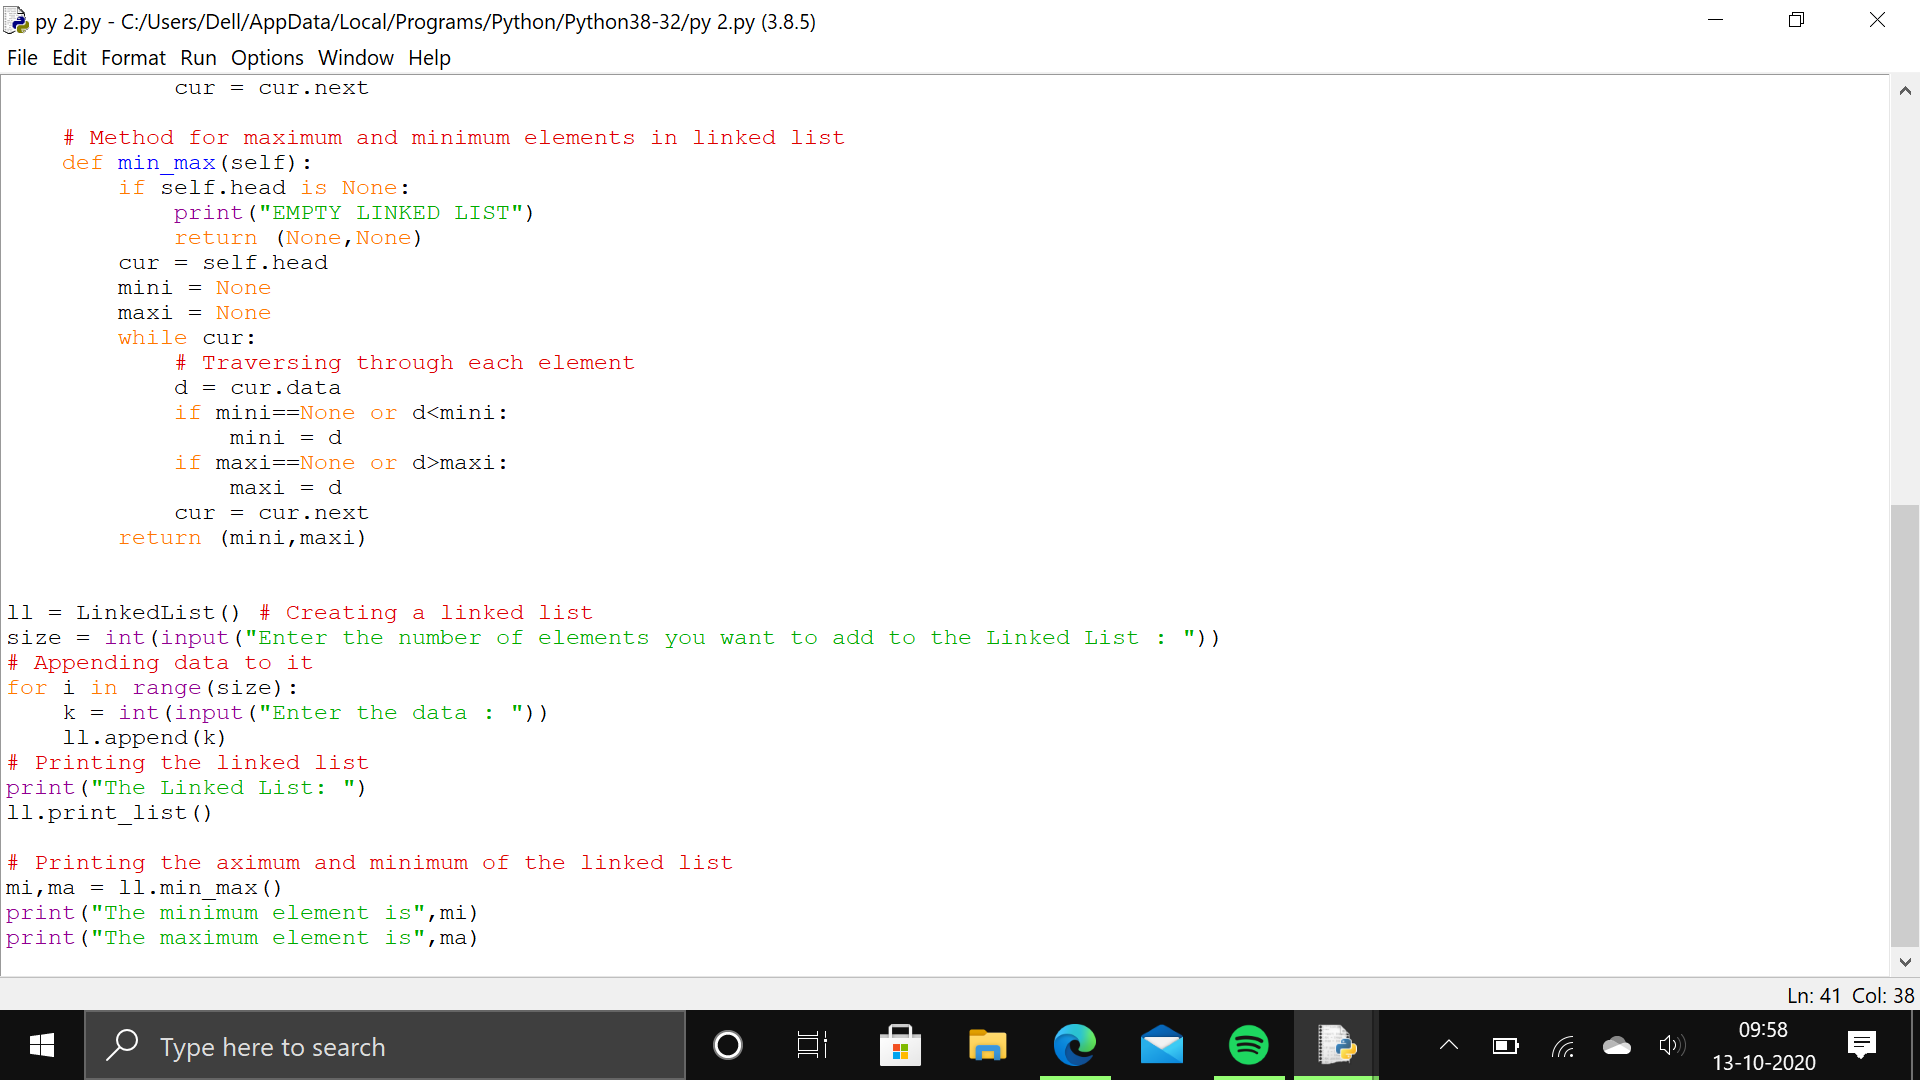 py 2.py - C:/Users/Dell/AppData/Local/Programs/Python/Python38-32/py 2.py (3.8.5)
File Edit Format Run Options Window Help
            cur = cur.next

    # Method for maximum and minimum elements in linked list
    def min_max(self):
        if self.head is None:
            print("EMPTY LINKED LIST")
            return (None,None)
        cur = self.head
        mini = None
        maxi = None
        while cur:
            # Traversing through each element
            d = cur.data
            if mini==None or d<mini:
                mini = d
            if maxi==None or d>maxi:
                maxi = d
            cur = cur.next
        return (mini,maxi)


ll = LinkedList() # Creating a linked list
size = int(input("Enter the number of elements you want to add to the Linked List : "))
# Appending data to it
for i in range(size):
    k = int(input("Enter the data : "))
    ll.append(k)
# Printing the linked list
print("The Linked List: ")
ll.print_list()

# Printing the aximum and minimum of the linked list
mi,ma = ll.min_max()
print("The minimum element is",mi)
print("The maximum element is",ma)
Ln: 41 Col: 38
Type here to search
09:58
13-10-2020